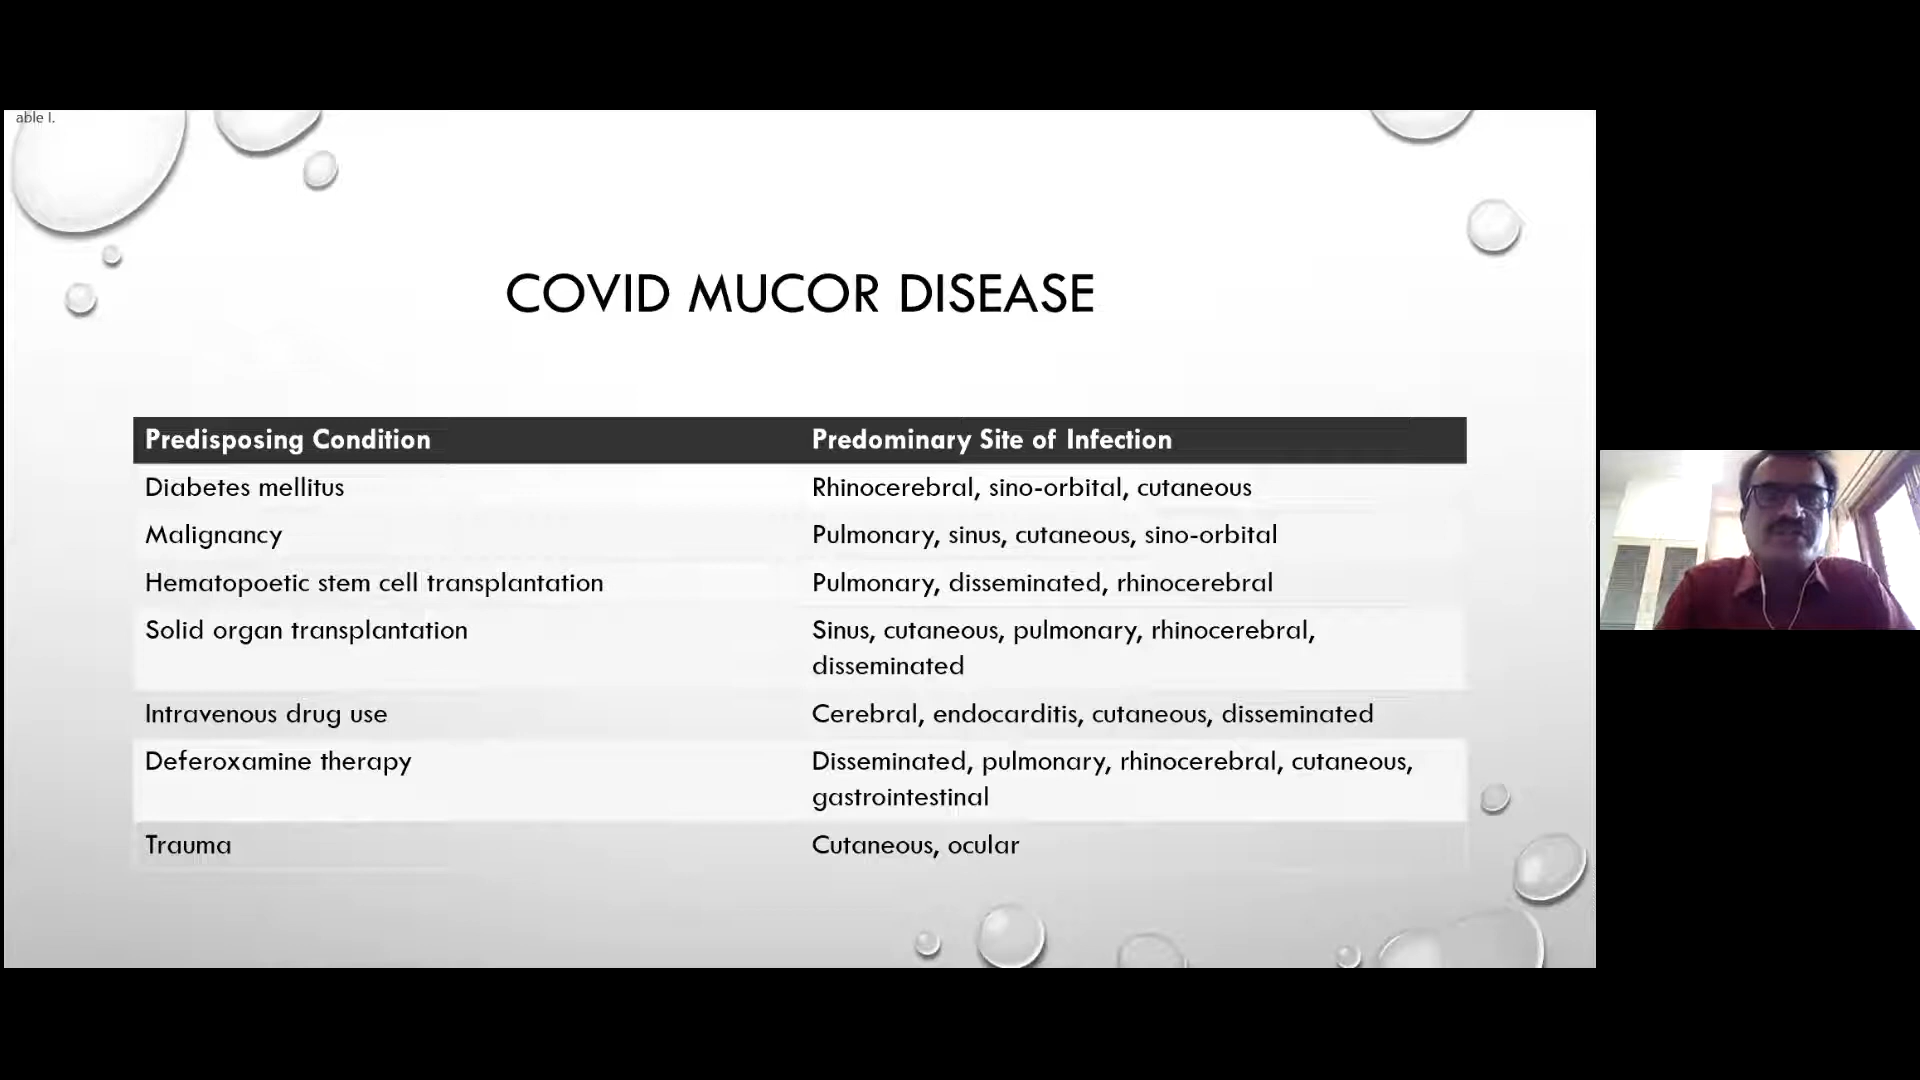 able I.
COVID MUCOR DISEASE
Predisposing Condition Predominary Site of Infection
Diabetes mellitus Rhinocerebral, sino-orbital, cutaneous
Malignancy Pulmonary, sinus, cutaneous, sino-orbital
Hematopoetic stem cell transplantation Pulmonary, disseminated, rhinocerebral
Solid organ transplantation Sinus, cutaneous, pulmonary, rhinocerebral,
disseminated
Intravenous drug use Cerebral, endocarditis, cutaneous, disseminated
Deferoxamine therapy Disseminated, pulmonary, rhinocerebral, cutaneous,
gastrointestinal
Trauma Cutaneous, ocular